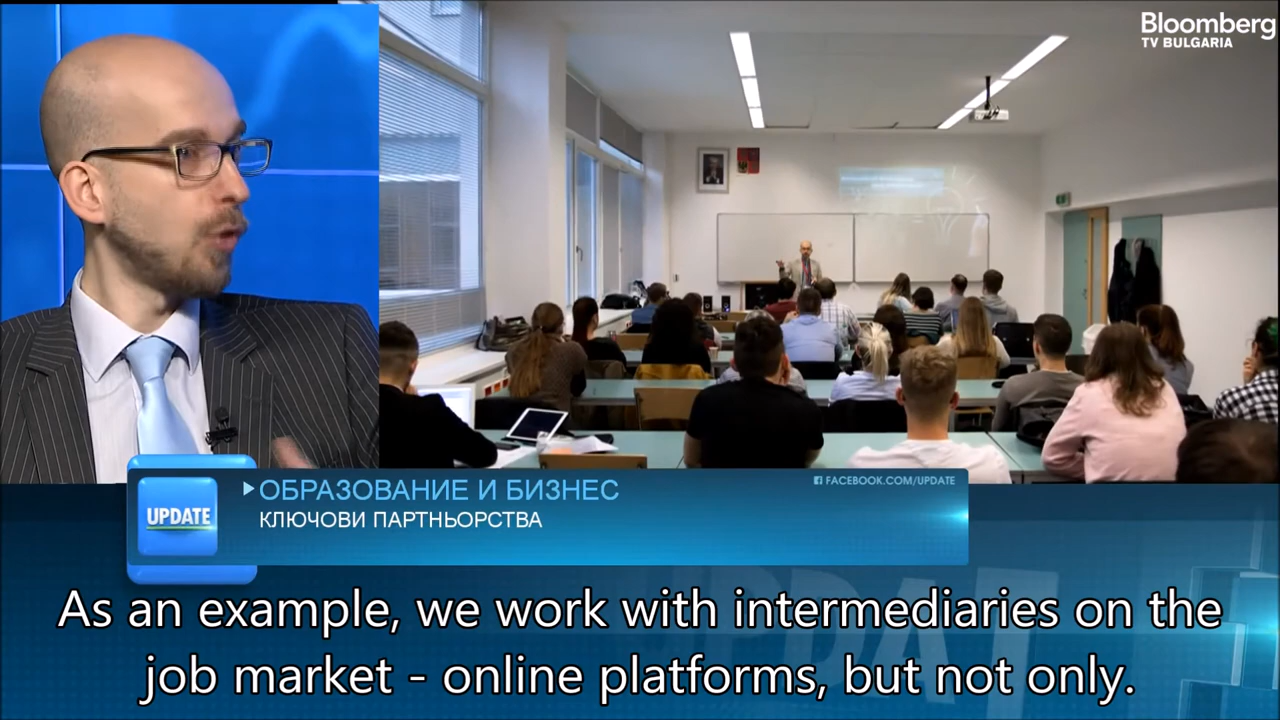 Bloomberg
TV BULGARIA
ОБРАЗОВАНИЕ И БИЗНЕС
FACEBOOK.COM/UPDATE
UPDATE
КЛЮЧОВИ ПАРТНЬОРСТВА
As an example, we work with intermediaries on the
job market - online platforms, but not only.